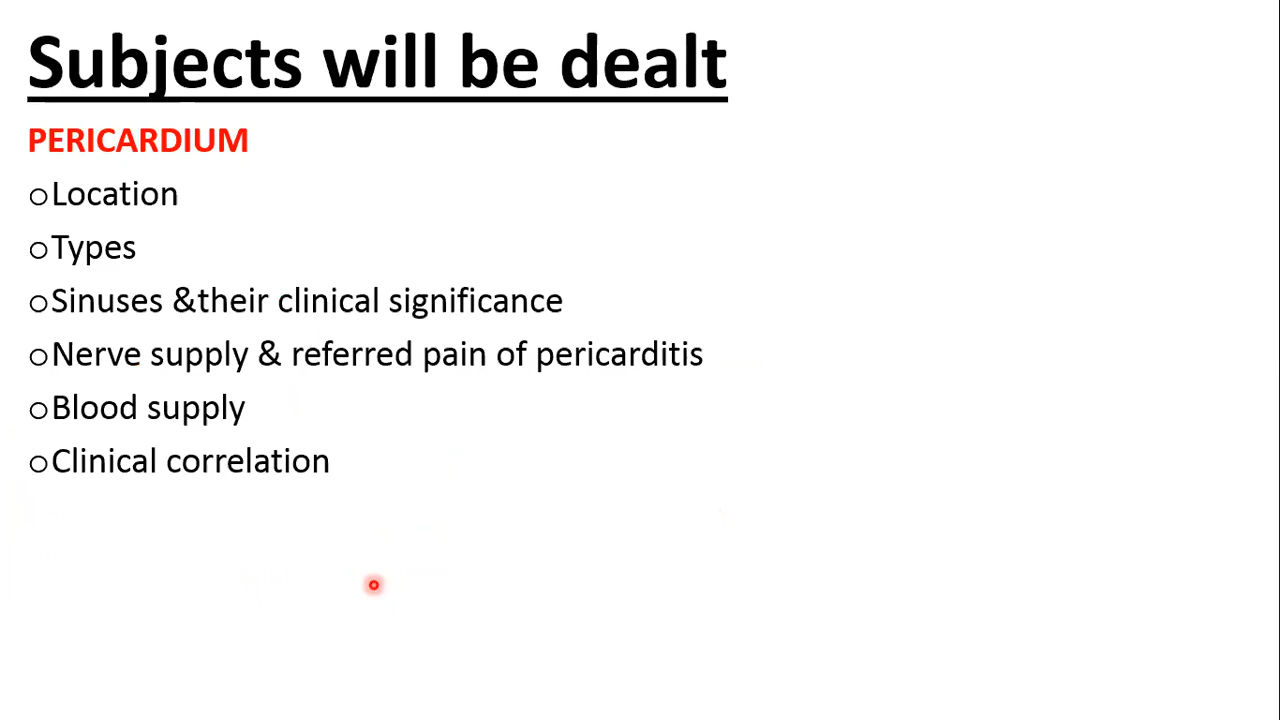 Subjects will be dealt
PERICARDIUM
○Location
○Types
○Sinuses &their clinical significance
○Nerve supply & referred pain of pericarditis
○Blood supply
○Clinical correlation